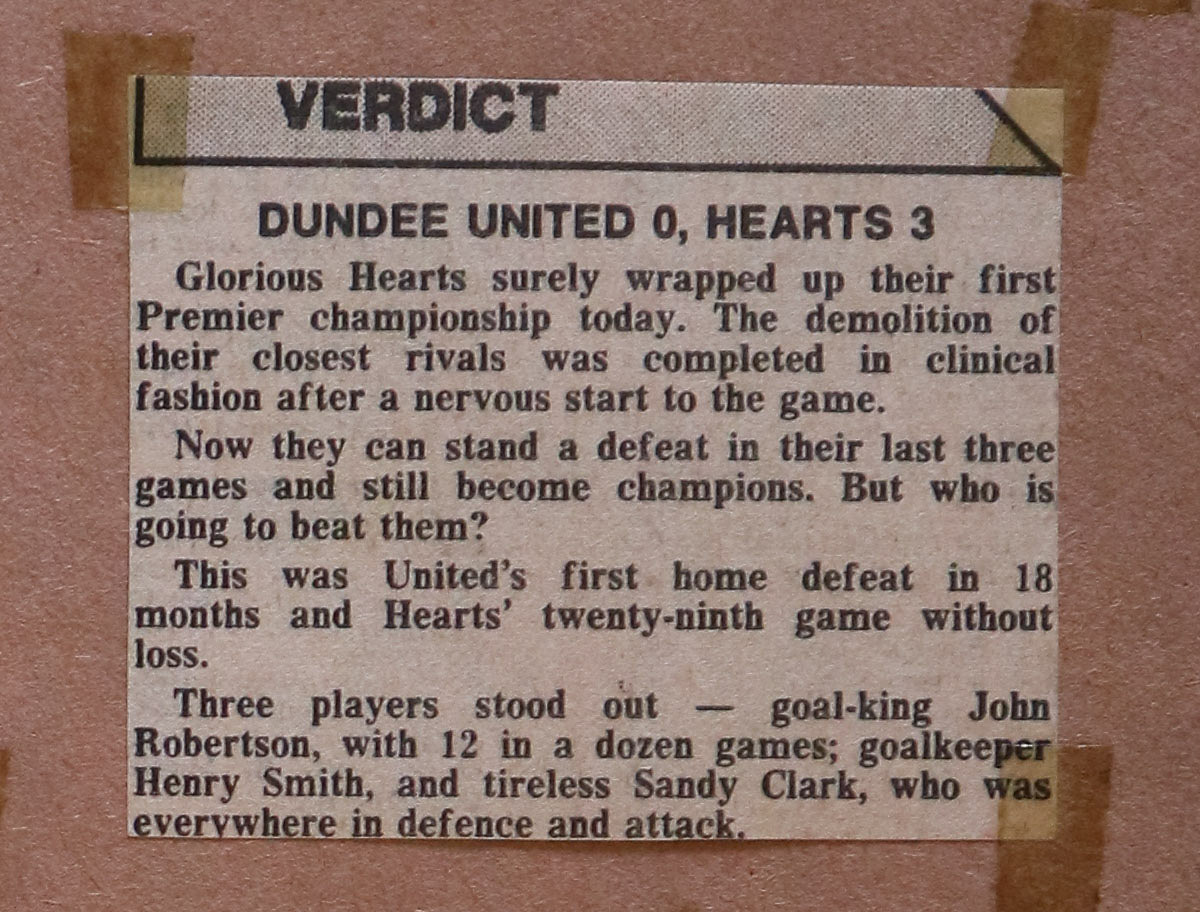 VERDICT
DUNDEE UNITED 0, HEARTS 3
Glorious Hearts surely wrapped up their first
Premier championship today. The demolition of
their closest rivals was completed in clinical
fashion after a nervous start to the game.
Now they can stand a defeat in their last three
games and still become champions. But who is
going to beat them?
This was United's first home defeat in 18
months and Hearts' twenty-ninth game without
loss.
Three players stood out — goal-king John
Robertson, with 12 in a dozen games; goalkeeper
Henry Smith, and tireless Sandy Clark, who was
everywhere in defence and attack.